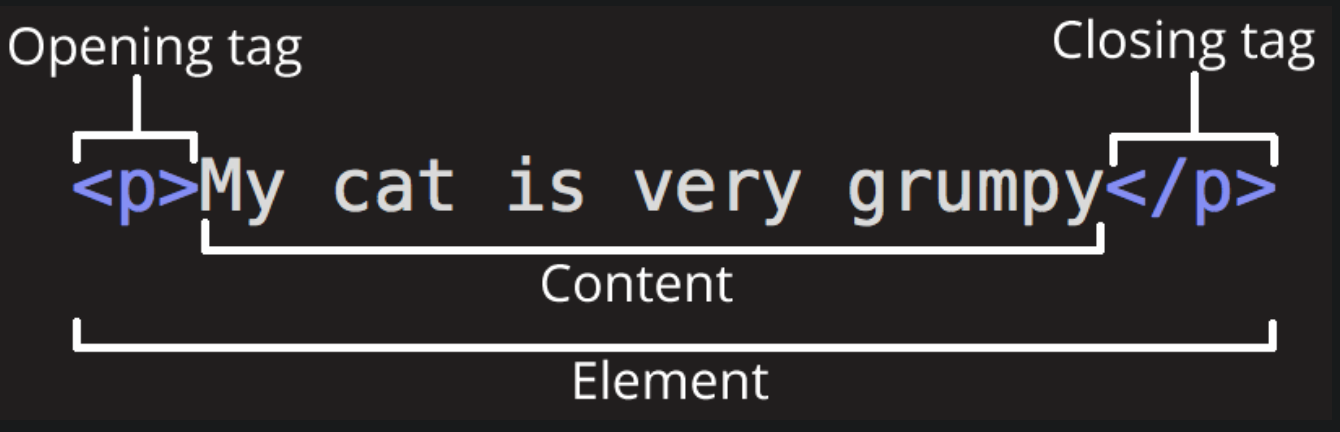 Opening tag
Closing tag
<p>My cat is very grumpy</p>
Content
Element